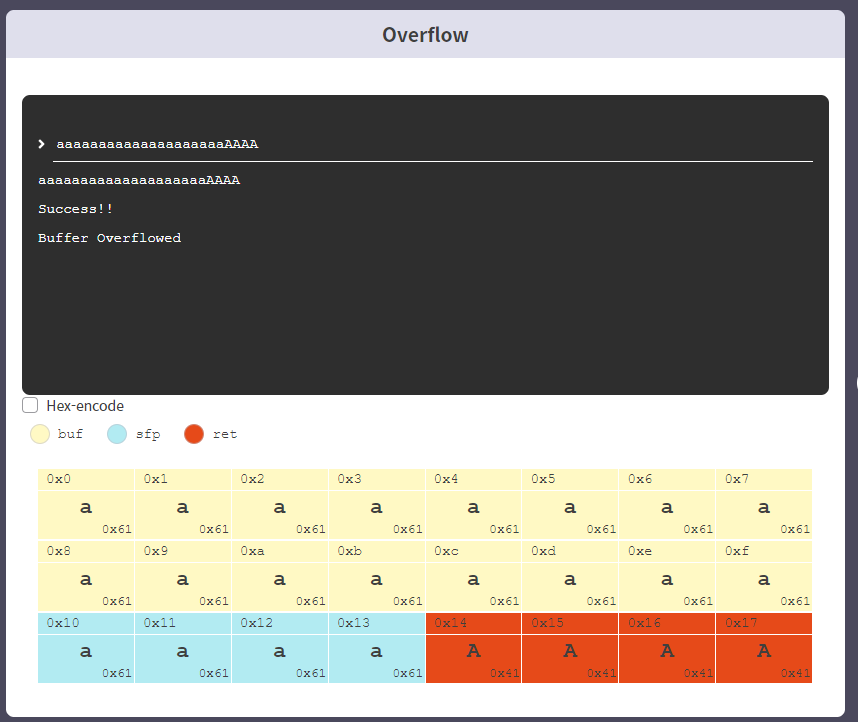 Overflow
aaaaaaaaaaaaaaaaaaaaAAAA
aaaaaaaaaaaaaaaaaaaaAAAA
Success!!
Buffer Overflowed
Hex-encode
buf sfp ret
0x0 0x1 0x2 0x3 0x4 0x5 0x6 0x7
a a a a a a a a
0x61 0x61 0x61 0x61 0x61 0x61 0x61 0x61
0x8 0x9 0xa 0xb 0xc 0xd 0xe 0xf
a a a a a a a a
0x61 0x61 0x61 0x61 0x61 0x61 0x61 0x61
0x10 0x11 0x12 0x13 0x14 0x15 0x16 0x17
a a a a A A A A
0x61 0x61 0x61 0x61 0x41 0x41 0x41 0x41